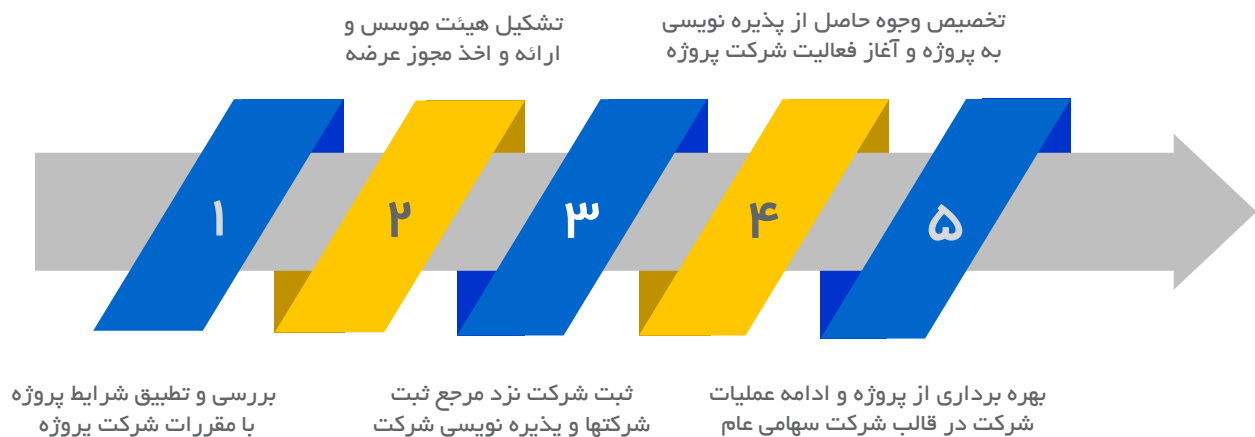 تشکیل هیئت موسس و
ارائه و اخذ مجوز عرضه
تخصیص وجوه حاصل از پذیره نویسی
به پروژه و آغاز فعالیت شرکت پروژه
۱
۲
۳
۴
۵
بررسی و تطبیق شرایط پروژه
با مقررات شرکت پروژه
ثبت شرکت نزد مرجع ثبت
شرکتها و پذیره نویسی شرکت
بهره برداری از پروژه و ادامه عملیات
شرکت در قالب شرکت سهامی عام